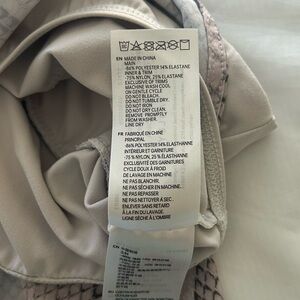 EN MADE IN CHINA
MAIN
-86% POLYESTER 14% ELASTANE
INNER & TRIM
-75% NYLON, 25% ELASTANE
EXCLUSIVE OF TRIMS
MACHINE WASH COOL
ON GENTLE CYCLE
DO NOT BLEACH.
DO NOT TUMBLE DRY.
DO NOT IRON
DO NOT DRY CLEAN.
REMOVE PROMPTLY
FROM WASHER.
LINE DRY
FR FABRIQUÉ EN CHINE
PRINCIPAL
-86% POLYESTER 14% ÉLASTHANNE
INTÉRIEUR ET GARNITURE
-75 % NYLON, 25 % ÉLASTHANNE
EXCLUSIVITÉ DES GARNITURES
CYCLE DOUX À FROID
DE LAVAGE EN MACHINE
NE PAS BLANCHIR.
NE PAS SÉCHER EN MACHINE.
NE PAS REPASSER
NE PAS NETTOYER À SEC.
ENLEVER SANS RETARD
À LA FIN DU LAVAGE.
LIGNE SÈCHE À L'OMBRE